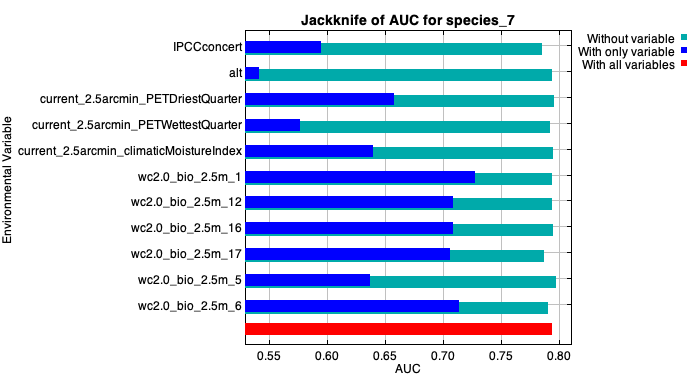 Jackknife of AUC for species_7
Without variable
With only variable
With all variables
Environmental Variable
IPCCconcert
alt
current_2.5arcmin_PETDriestQuarter
current_2.5arcmin_PETWettestQuarter
current_2.5arcmin_climaticMoistureIndex
wc2.0_bio_2.5m_1
wc2.0_bio_2.5m_12
wc2.0_bio_2.5m_16
wc2.0_bio_2.5m_17
wc2.0_bio_2.5m_5
wc2.0_bio_2.5m_6
0.55 0.60 0.65 0.70 0.75 0.80
AUC